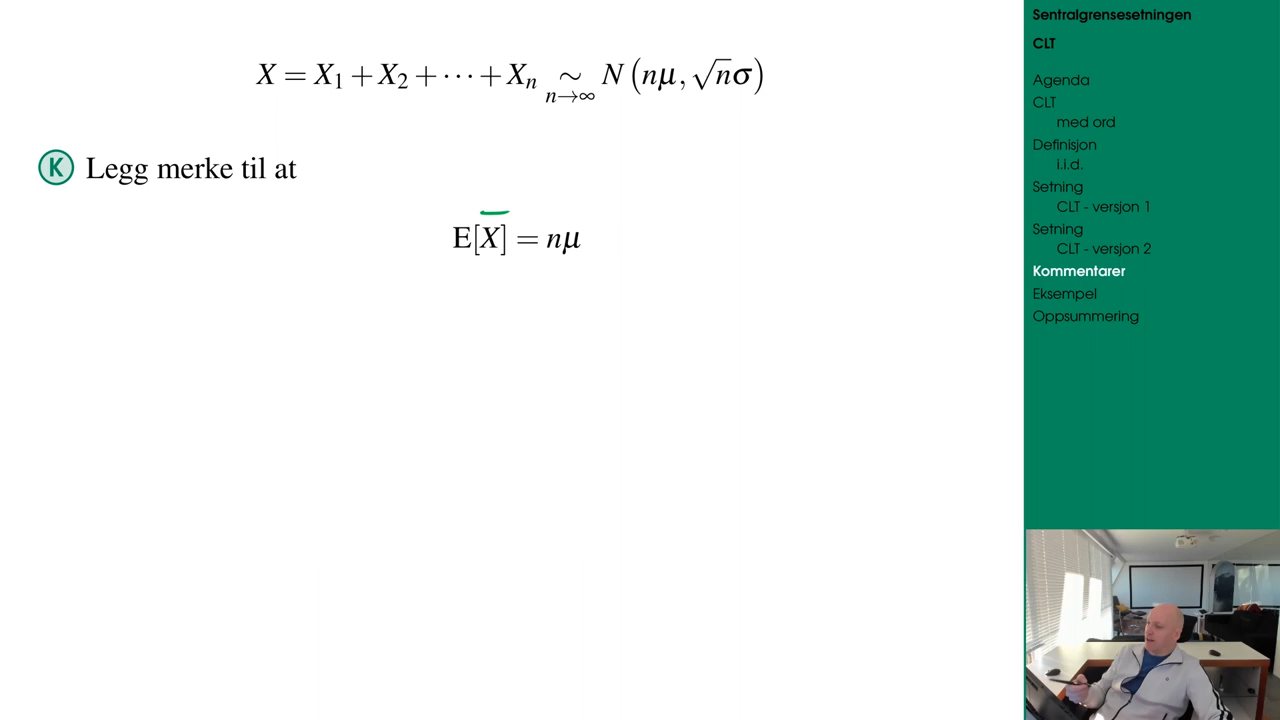 X = X₁ + X₂ + ⋯ + Xₙ ∼ N(nμ, √nσ)
n→∞
K Legg merke til at
E[X] = nμ
Sentralgrensesetningen
CLT
Agenda
CLT
med ord
Definisjon
i.i.d.
Setning
CLT - versjon 1
Setning
CLT - versjon 2
Kommentarer
Eksempel
Oppsummering